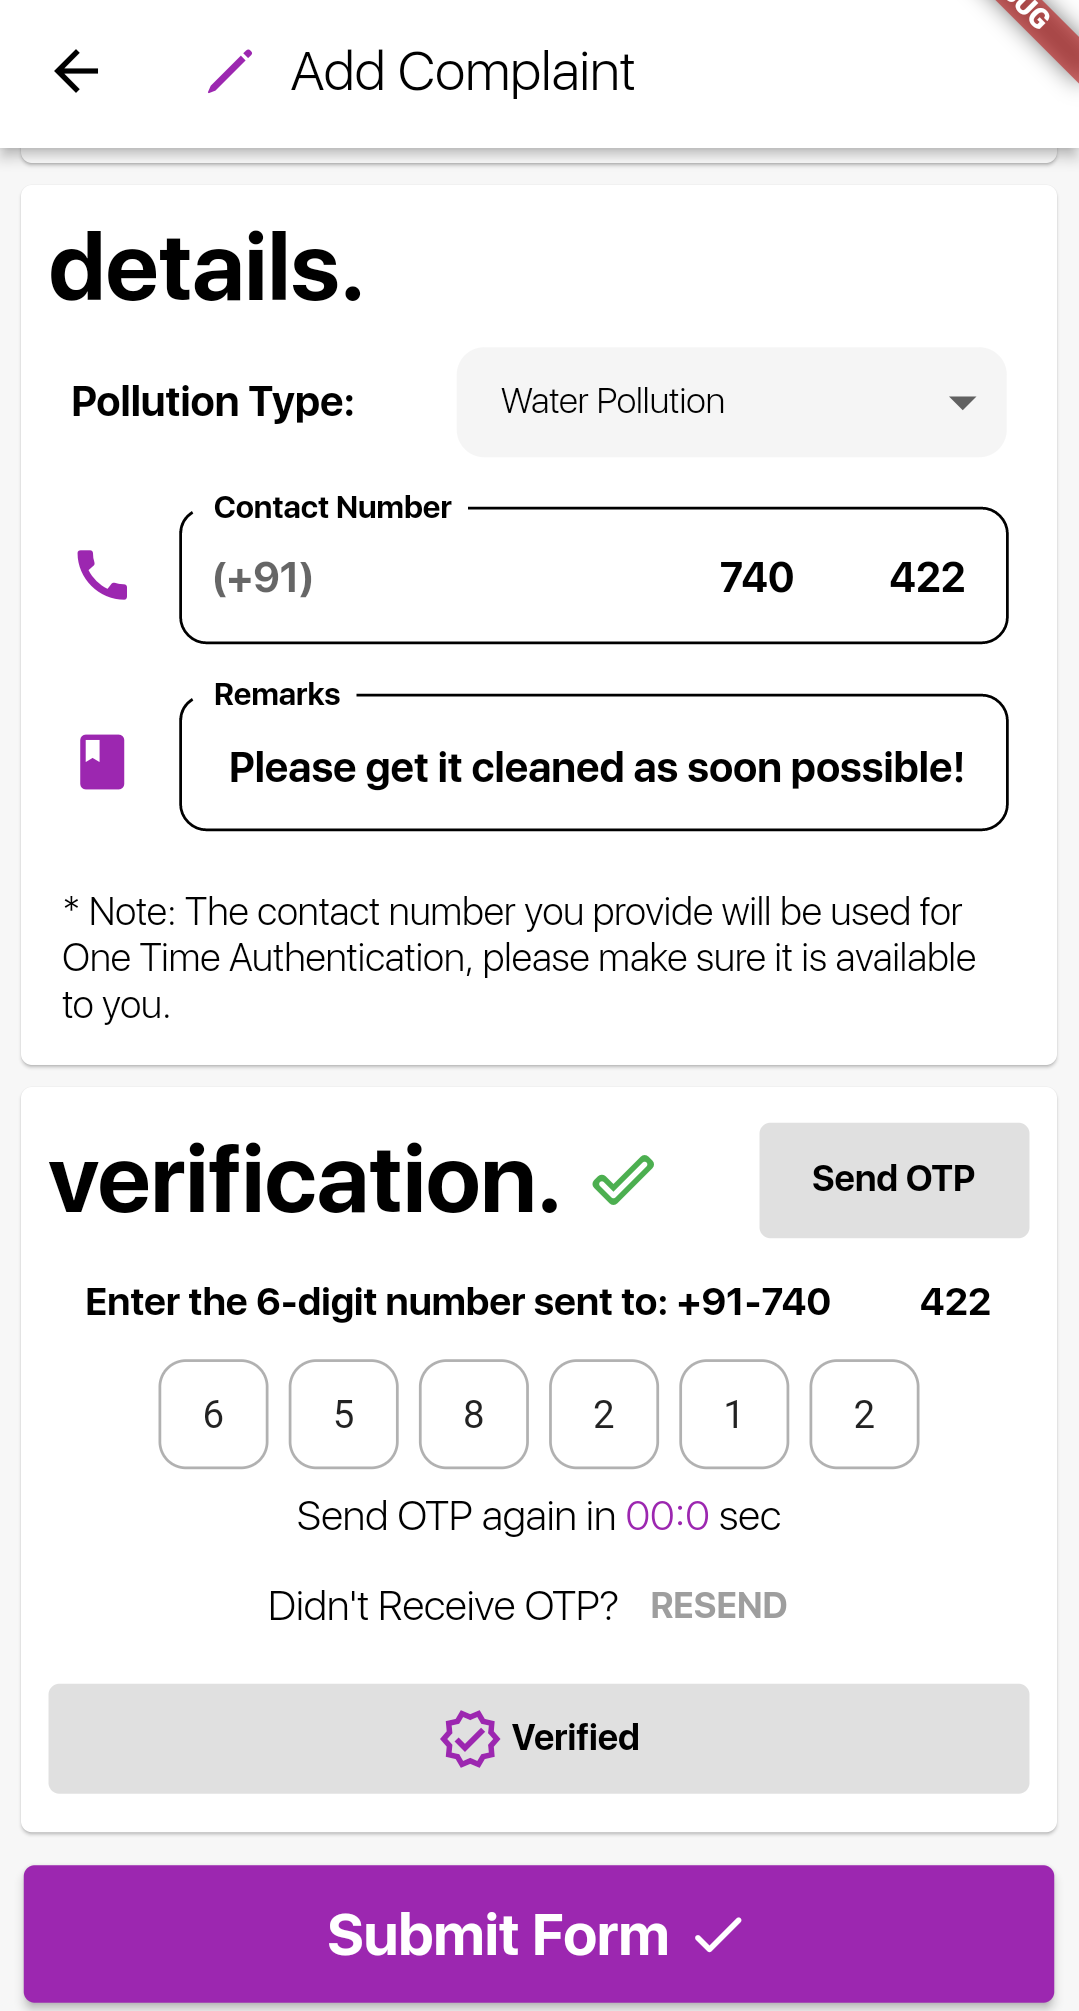 Add Complaint
details.
Pollution Type: Water Pollution
Contact Number
(+91) 740 422
Remarks
Please get it cleaned as soon possible!
* Note: The contact number you provide will be used for
One Time Authentication, please make sure it is available
to you.
verification. Send OTP
Enter the 6-digit number sent to: +91-740 422
6 5 8 2 1 2
Send OTP again in 00:0 sec
Didn't Receive OTP? RESEND
Verified
Submit Form